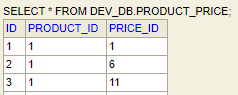 SELECT * FROM DEV_DB.PRODUCT_PRICE;
ID PRODUCT_ID PRICE_ID
1 1 1
2 1 6
3 1 11